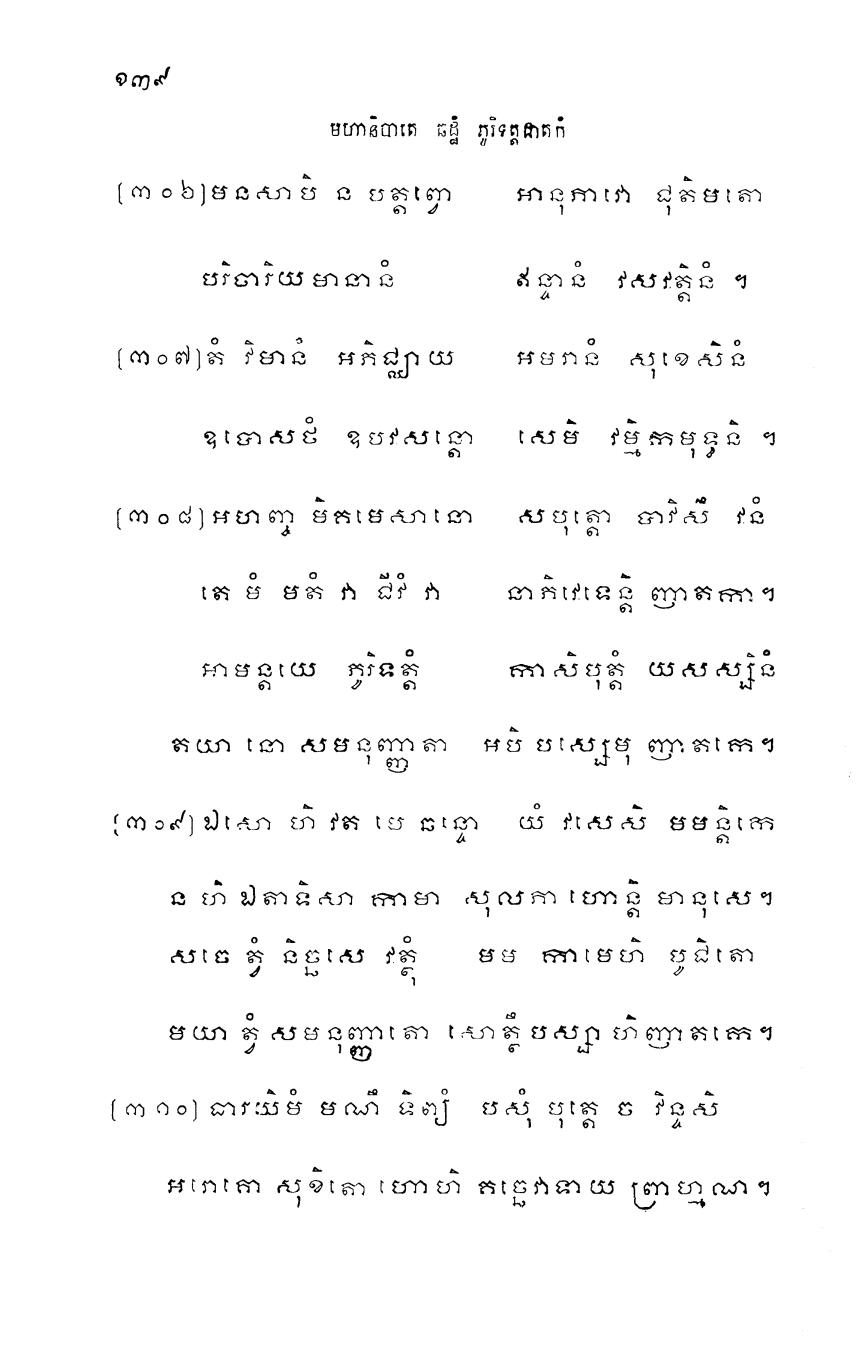 ១៣៩
មហានិបាតេ ឆដ្ឋំ ភូរិទត្តជាតកំ
(៣០៦) មនសាបិ ន បត្តព្វោ អានុភាវោ ជុតិមតោ
បរិចារិយមានានំ ឥន្ទានំ វសវត្តិនំ ៗ
(៣០៧) តំ វិមានំ អភិជ្ឈាយ អមរានំ សុខេសិនំ
ឧបោសថំ ឧបវសន្តោ សេមិ វម្មិកមុទ្ធនិ ៗ
(៣០៨) អហញ្ច មិគមេសានោ សបុត្តោ បាវិសឹ វនំ
តេ មំ មតំ វា ជីវំ វា នាភិវេទេន្តិ ញាតកា ៗ
អាមន្តយេ ភូរិទត្តំ កាសិបុត្តំ យសស្សិនំ
តយា នោ សមនុញ្ញាតា អបិ បស្សេមុ ញាតកេ ៗ
(៣០៩) ឯសោ ហិ វត មេ ឆន្ទោ យំ វសេសិ មមន្តិកេ
ន ហិ ឯតាទិសា កាមា សុលភា ហោន្តិ មានុសេ ៗ
សចេ ត្វំ និច្ឆសេ វត្ថុំ មម កាមេហិ បូជិតោ
មយា ត្វំ សមនុញ្ញាតោ សោត្ថឹ បស្សាហិ ញាតកេ ៗ
(៣១០) ធារយិមំ មណឹ ទិព្យំ បសុំ បុត្តេ ច វិន្ទសិ
អរោគោ សុខិតោ ហោហិ គច្ឆេវាទាយ ព្រាហ្មណ ៗ